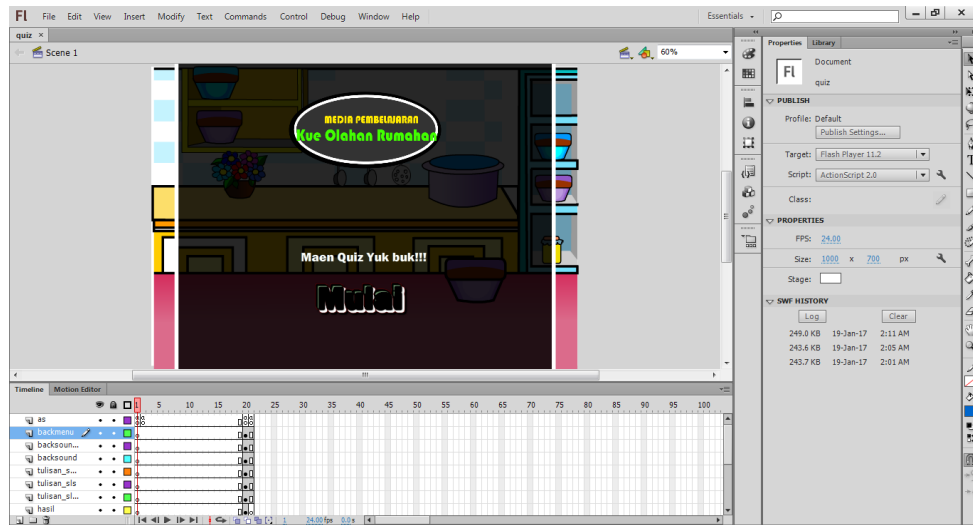 Fl File Edit View Insert Modify Text Commands Control Debug Window Help Essentials
quiz ×
Scene 1 60%
MEDIA PEMBELAJARAN
Kue Olahan Rumahan
Maen Quiz Yuk buk!!!
Mulai
Properties Library
Fl Document
quiz
PUBLISH
Profile: Default
Publish Settings...
Target: Flash Player 11.2
Script: ActionScript 2.0
Class:
PROPERTIES
FPS: 24.00
Size: 1000 x 700 px
Stage:
SWF HISTORY
Log Clear
249.0 KB 19-Jan-17 2:11 AM
243.6 KB 19-Jan-17 2:05 AM
243.7 KB 19-Jan-17 2:01 AM
Timeline Motion Editor
1 5 10 15 20 25 30 35 40 45 50 55 60 65 70 75 80 85 90 95 100
as
backmenu
backsoun...
backsound
tulisan_s...
tulisan_sls
tulisan_sl...
hasil
1 24.00 fps 0.0 s